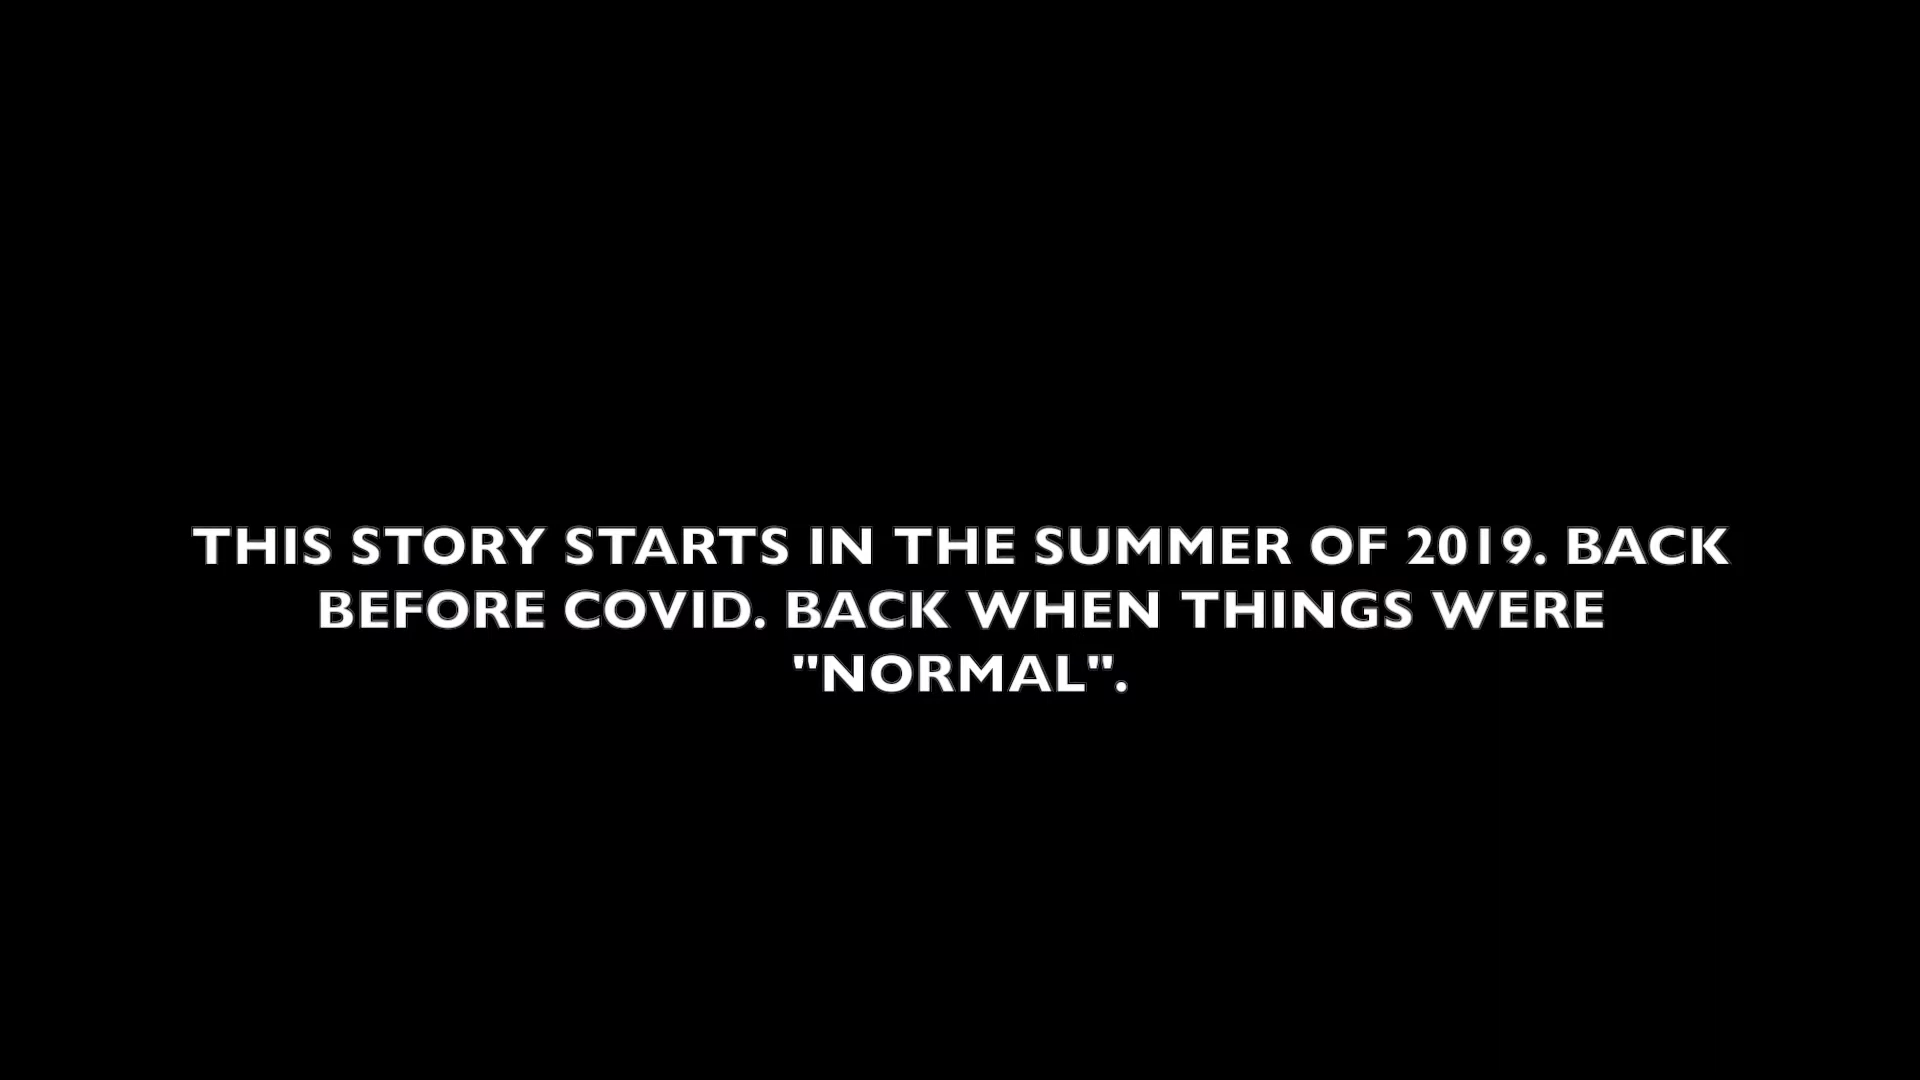 THIS STORY STARTS IN THE SUMMER OF 2019. BACK
BEFORE COVID. BACK WHEN THINGS WERE
"NORMAL".